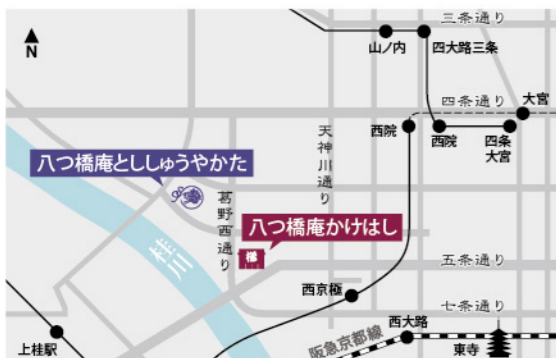 三条通り
N
山ノ内
四大路三条
四条通り
大宮
西院
西院
四条
大宮
天神川通り
八つ橋庵とししゅうやかた
葛野西通り
八つ橋庵かけはし
桂川
五条通り
西京極
七条通り
西大路
阪急京都線
上桂駅
東寺